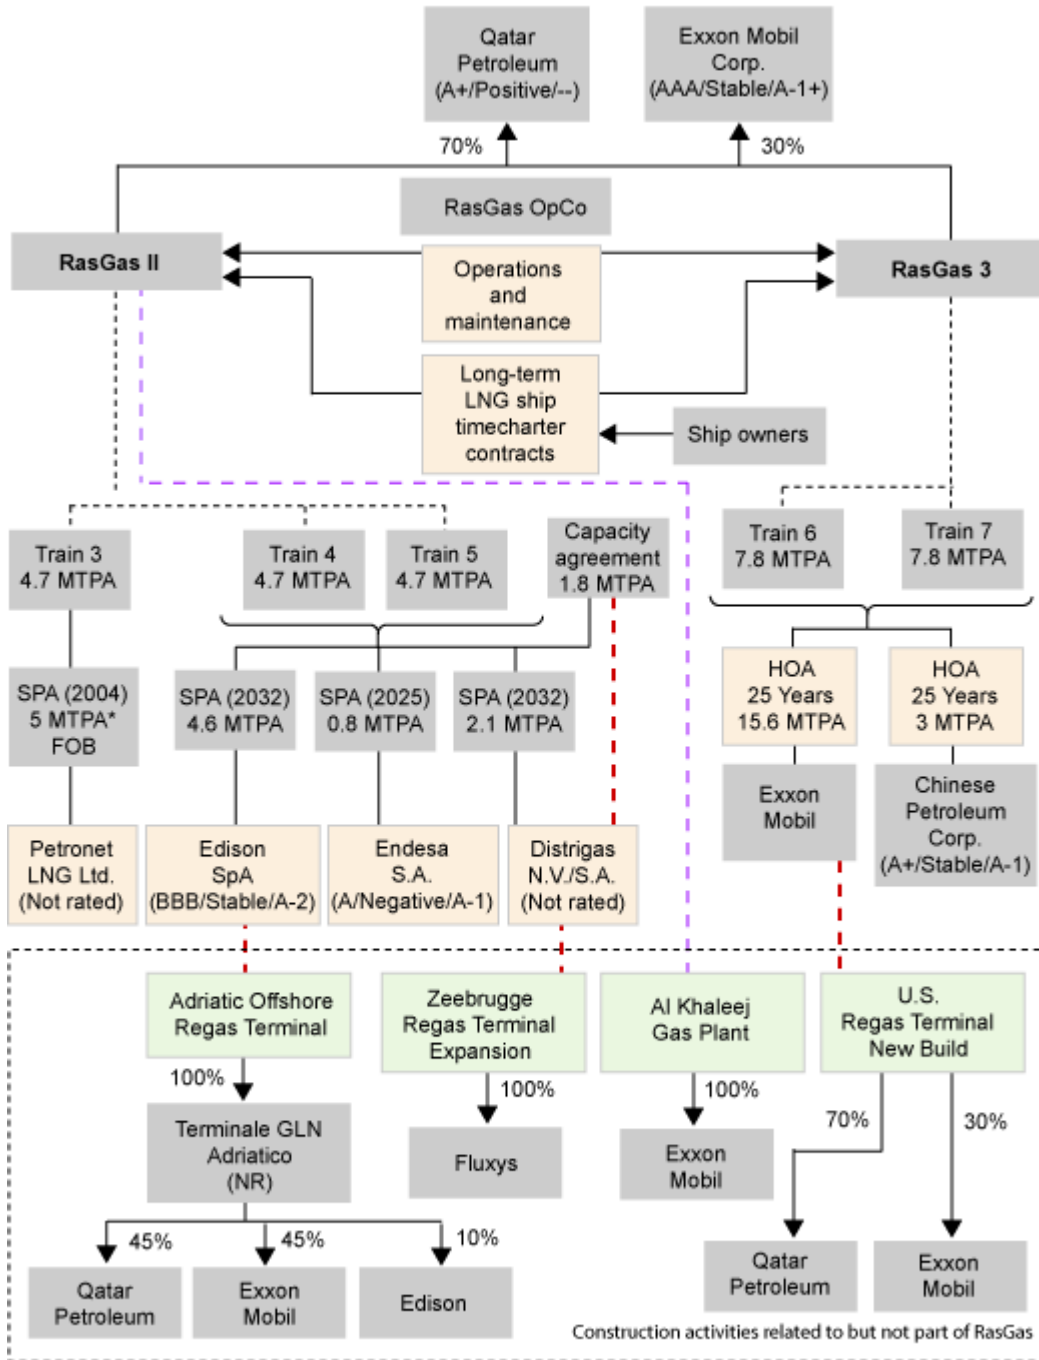 Qatar
Petroleum
(A+/Positive/--)
Exxon Mobil
Corp.
(AAA/Stable/A-1+)
70%
30%
RasGas OpCo
RasGas II
Operations
and
maintenance
RasGas 3
Long-term
LNG ship
timecharter
contracts
Ship owners
Train 3
4.7 MTPA
Train 4
4.7 MTPA
Train 5
4.7 MTPA
Capacity
agreement
1.8 MTPA
Train 6
7.8 MTPA
Train 7
7.8 MTPA
SPA (2004)
5 MTPA*
FOB
SPA (2032)
4.6 MTPA
SPA (2025)
0.8 MTPA
SPA (2032)
2.1 MTPA
HOA
25 Years
15.6 MTPA
HOA
25 Years
3 MTPA
Exxon
Mobil
Chinese
Petroleum
Corp.
(A+/Stable/A-1)
Petronet
LNG Ltd.
(Not rated)
Edison
SpA
(BBB/Stable/A-2)
Endesa
S.A.
(A/Negative/A-1)
Distrigas
N.V./S.A.
(Not rated)
Adriatic Offshore
Regas Terminal
Zeebrugge
Regas Terminal
Expansion
Al Khaleej
Gas Plant
U.S.
Regas Terminal
New Build
100%
100%
100%
70%
30%
Terminale GLN
Adriatico
(NR)
Fluxys
Exxon
Mobil
45%
45%
10%
Qatar
Petroleum
Exxon
Mobil
Edison
Qatar
Petroleum
Exxon
Mobil
Construction activities related to but not part of RasGas